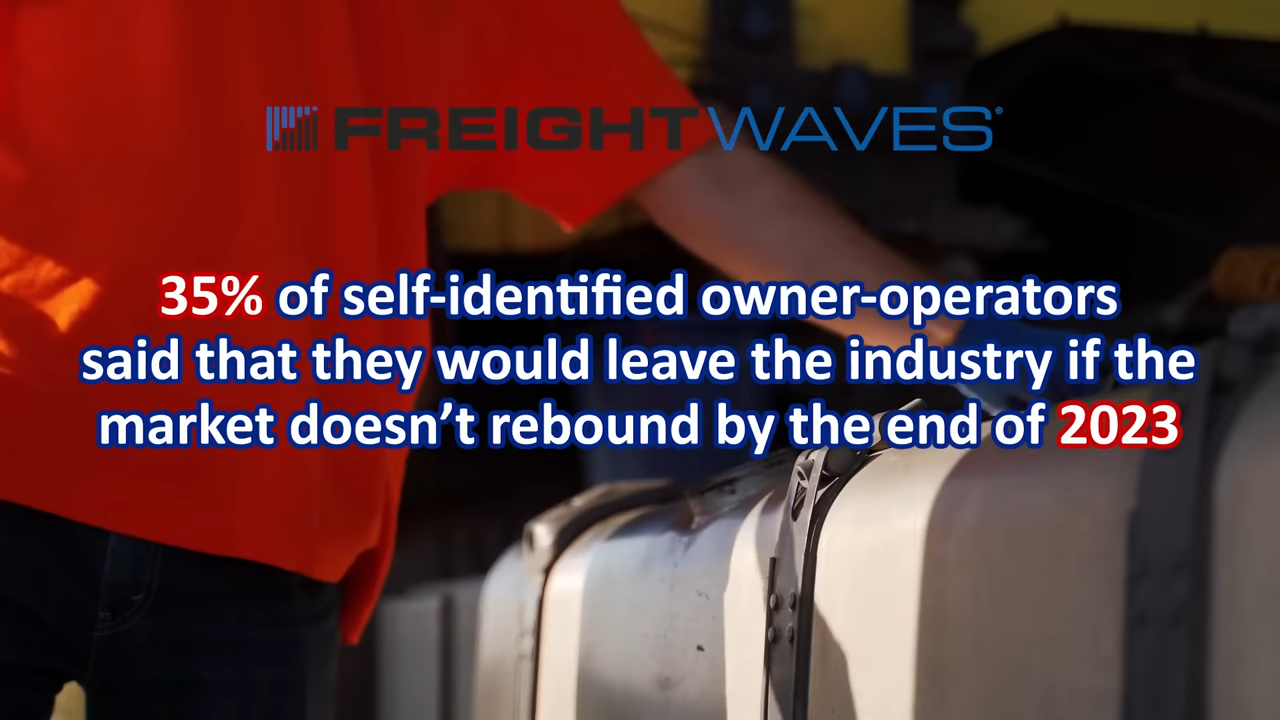 FREIGHTWAVES®
35% of self-identified owner-operators
said that they would leave the industry if the
market doesn’t rebound by the end of 2023